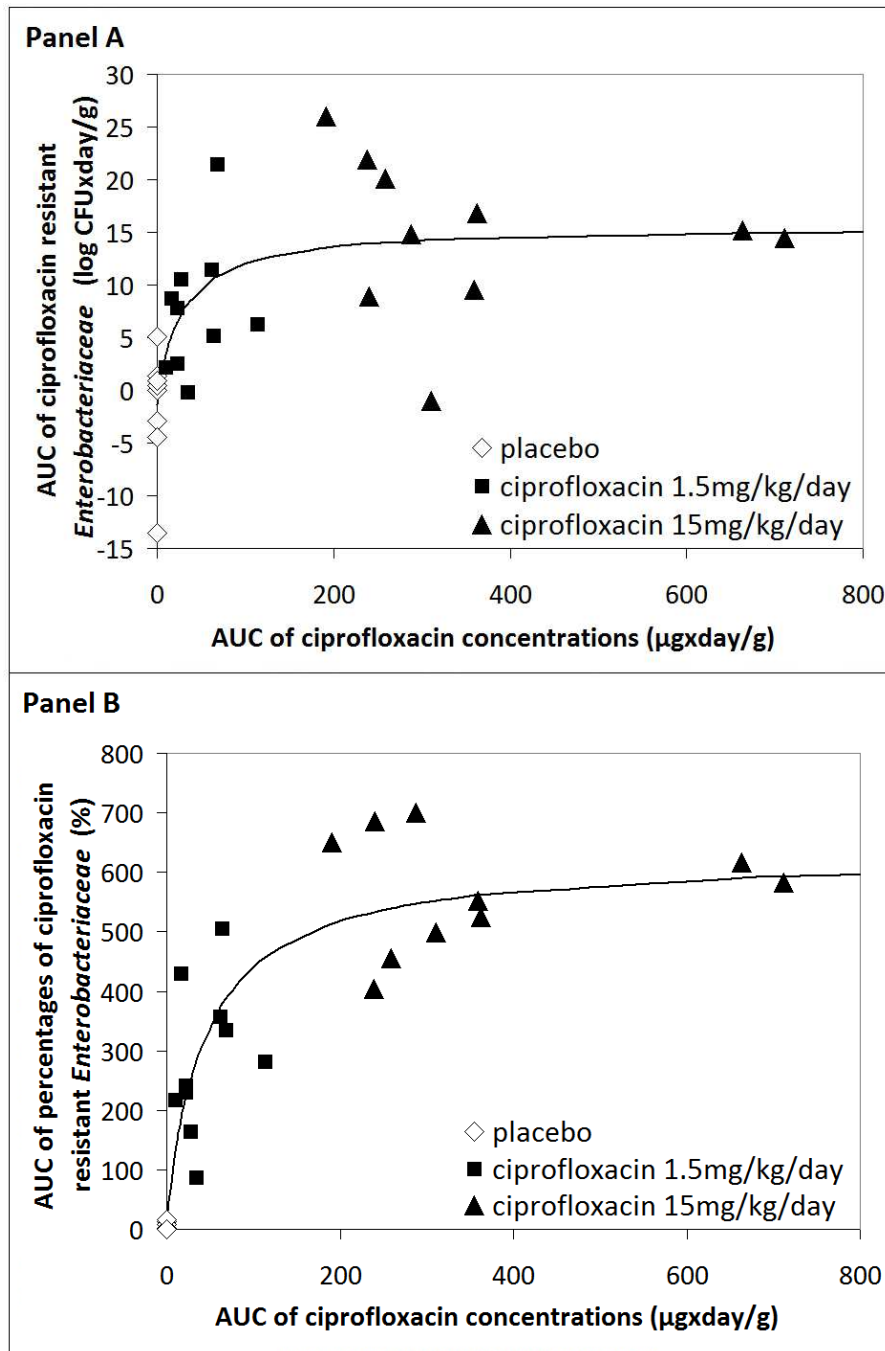 Panel A
AUC of ciprofloxacin resistant
Enterobacteriaceae (log CFUxday/g)
30
25
20
15
10
5
0
-5
-10
-15
0
200
400
600
800
placebo
ciprofloxacin 1.5mg/kg/day
ciprofloxacin 15mg/kg/day
AUC of ciprofloxacin concentrations (µgxday/g)
Panel B
AUC of percentages of ciprofloxacin
resistant Enterobacteriaceae (%)
800
700
600
500
400
300
200
100
0
0
200
400
600
800
placebo
ciprofloxacin 1.5mg/kg/day
ciprofloxacin 15mg/kg/day
AUC of ciprofloxacin concentrations (µgxday/g)